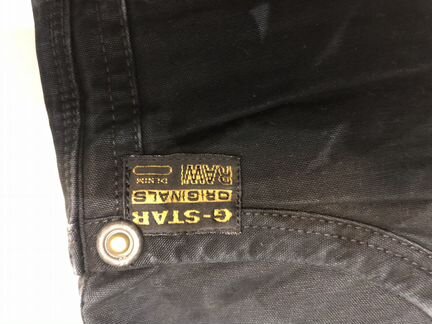 G-STAR
ORIGINALS
RAW
DENIM